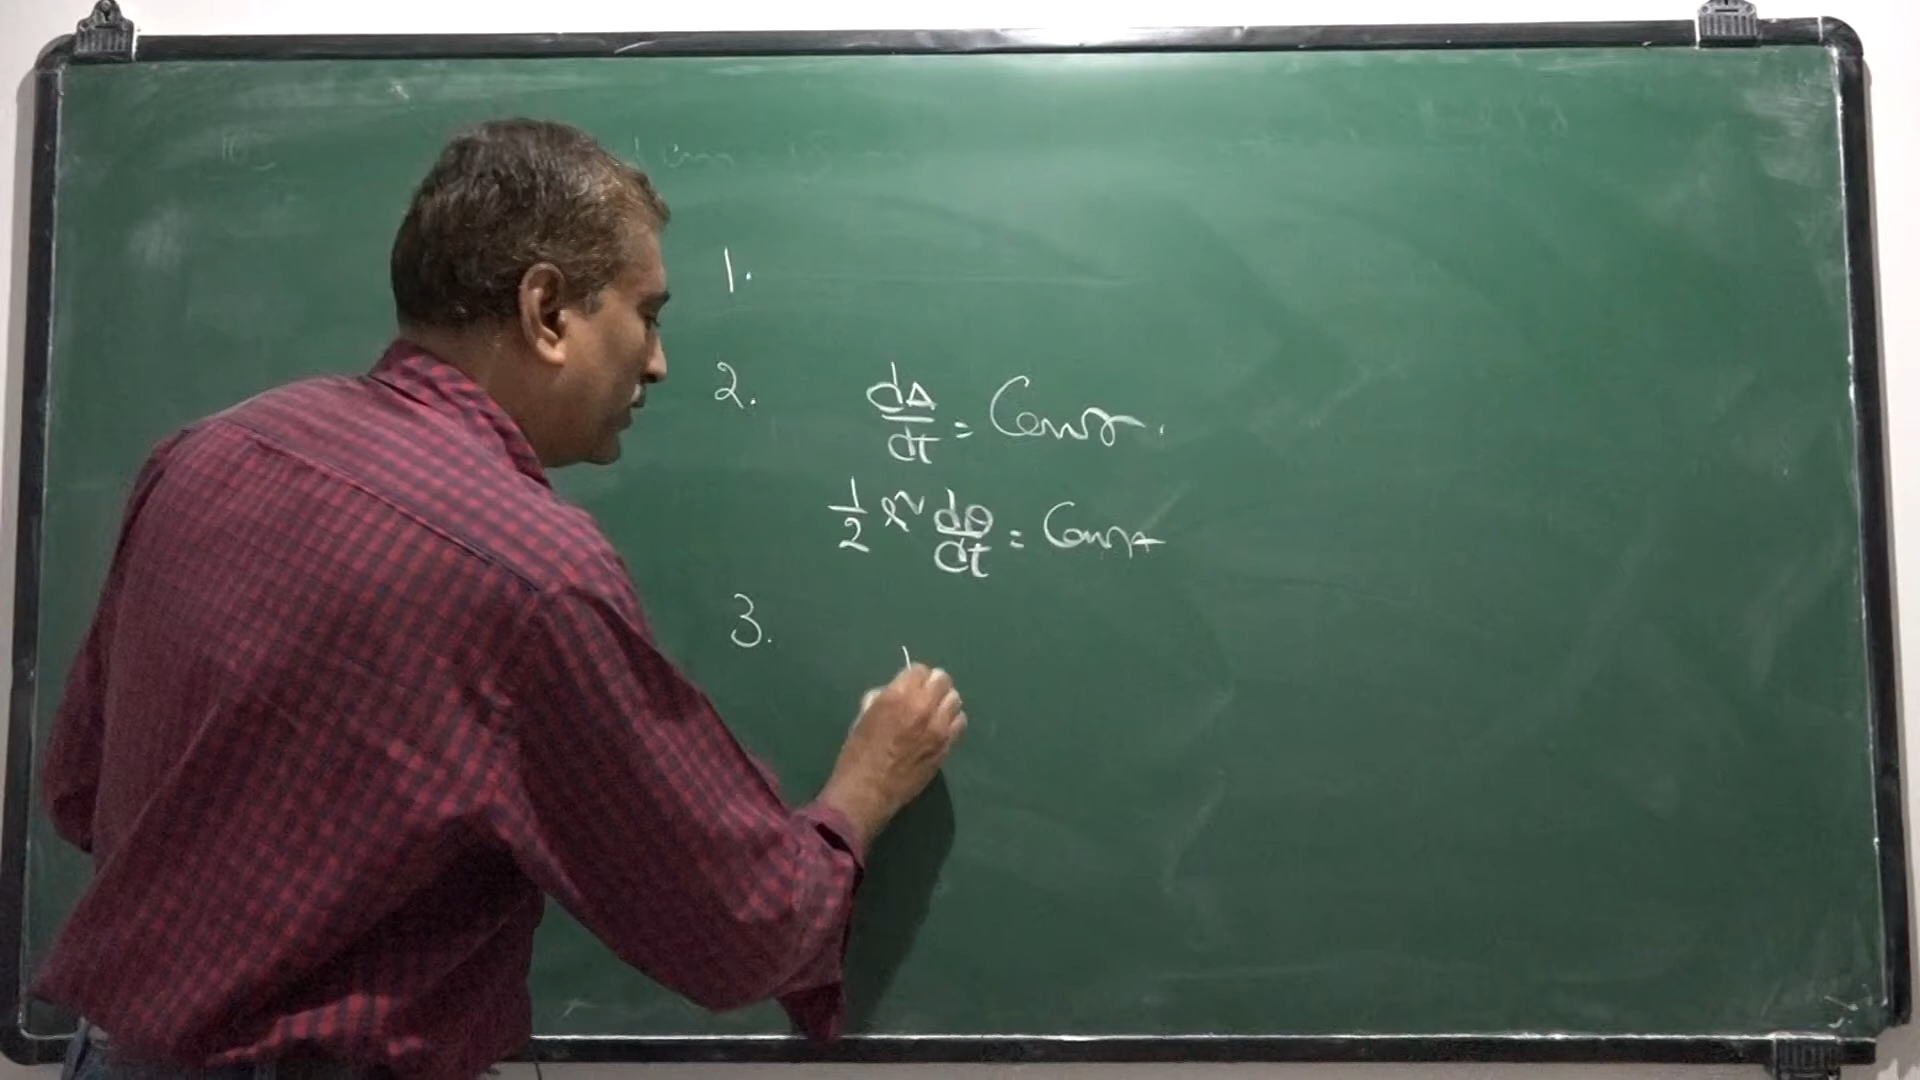 1.
2. dA/dt = Const.
1/2 r² dθ/dt = Const
3.